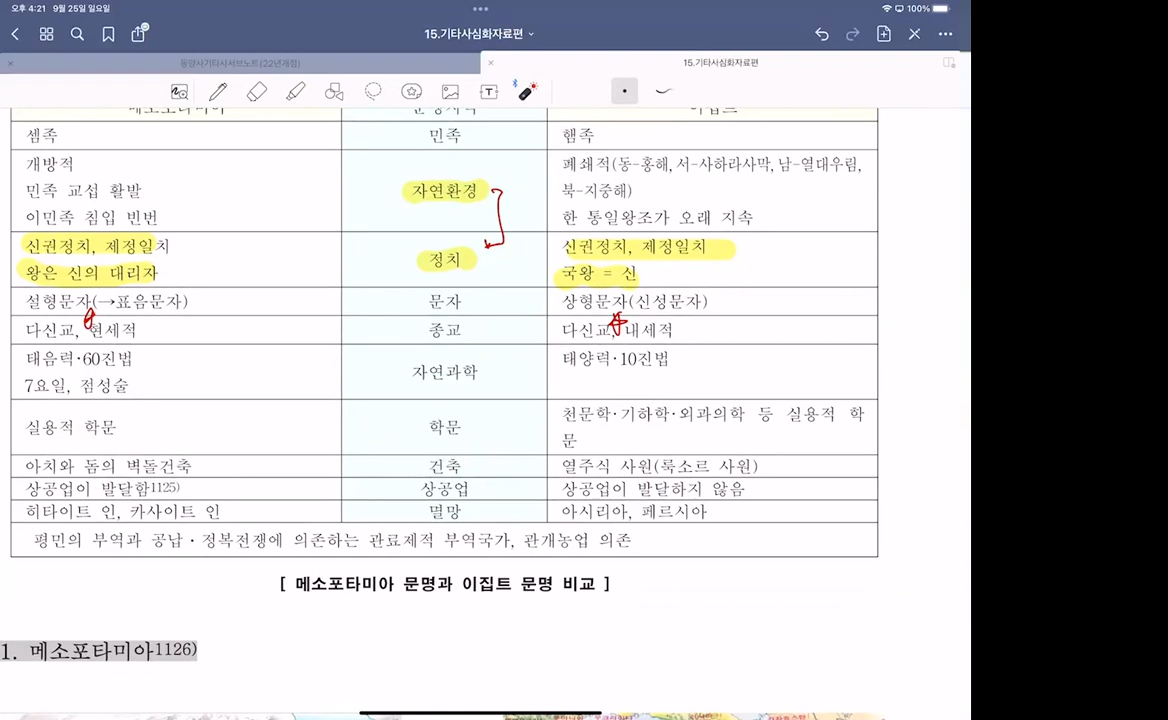 오후 4:21 9월 25일 일요일
100%
15.기타사심화자료편
동양사기타사서브노트(22년개정)
15.기타사심화자료편
셈족 민족 햄족
개방적
민족 교섭 활발
이민족 침입 빈번
자연환경
폐쇄적(동-홍해, 서-사하라사막, 남-열대우림,
북-지중해)
한 통일왕조가 오래 지속
신권정치, 제정일치
왕은 신의 대리자
정치
신권정치, 제정일치
국왕 = 신
설형문자(→표음문자) 문자 상형문자(신성문자)
다신교, 현세적 종교 다신교, 내세적
태음력·60진법
7요일, 점성술
자연과학
태양력·10진법
실용적 학문
학문
천문학·기하학·외과의학 등 실용적 학
문
아치와 돔의 벽돌건축 건축 열주식 사원(룩소르 사원)
상공업이 발달함1125) 상공업 상공업이 발달하지 않음
히타이트 인, 카사이트 인 멸망 아시리아, 페르시아
평민의 부역과 공납·정복전쟁에 의존하는 관료제적 부역국가, 관개농업 의존
[ 메소포타미아 문명과 이집트 문명 비교 ]
1. 메소포타미아1126)